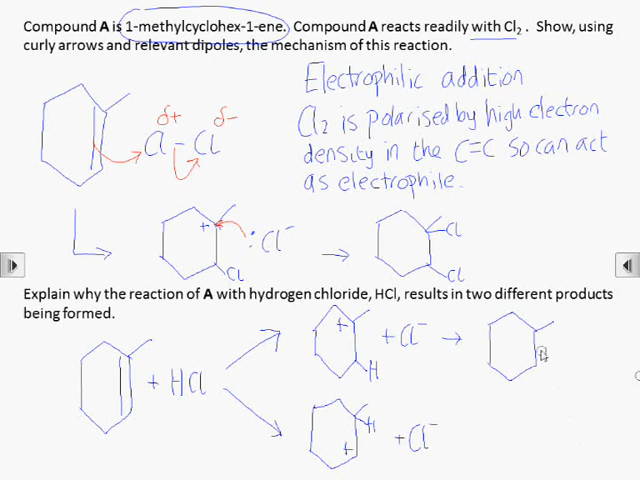 Compound A is 1-methylcyclohex-1-ene. Compound A reacts readily with Cl₂. Show, using
curly arrows and relevant dipoles, the mechanism of this reaction.
Electrophilic addition
Cl2 is polarised by high electron
density in the C=C so can act
as electrophile.
δ+ δ−
Cl − Cl
+ :Cl⁻ Cl
Cl
Cl
Explain why the reaction of A with hydrogen chloride, HCl, results in two different products
being formed.
+ H + Cl⁻
+ HCl
H + + Cl⁻